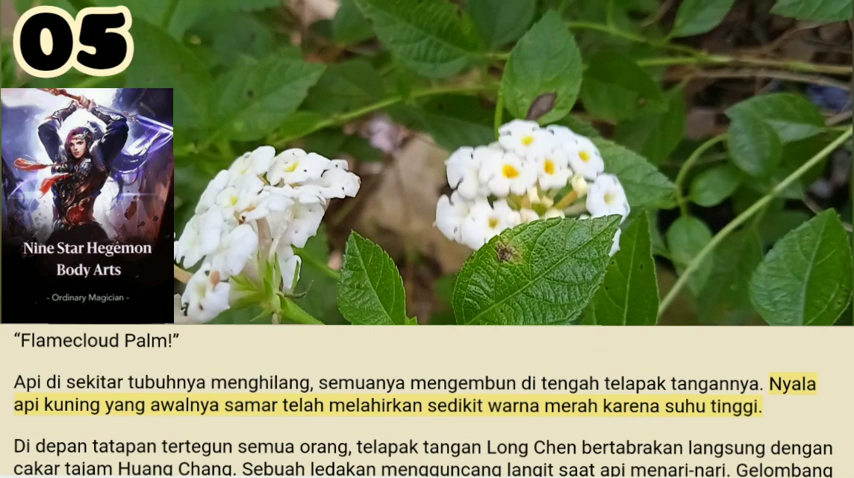 05
Nine Star Hegemon
Body Arts
- Ordinary Magician -
“Flamecloud Palm!”
Api di sekitar tubuhnya menghilang, semuanya mengembun di tengah telapak tangannya. Nyala
api kuning yang awalnya samar telah melahirkan sedikit warna merah karena suhu tinggi.
Di depan tatapan tertegun semua orang, telapak tangan Long Chen bertabrakan langsung dengan
cakar tajam Huang Chang. Sebuah ledakan mengguncang langit saat api menari-nari. Gelombang